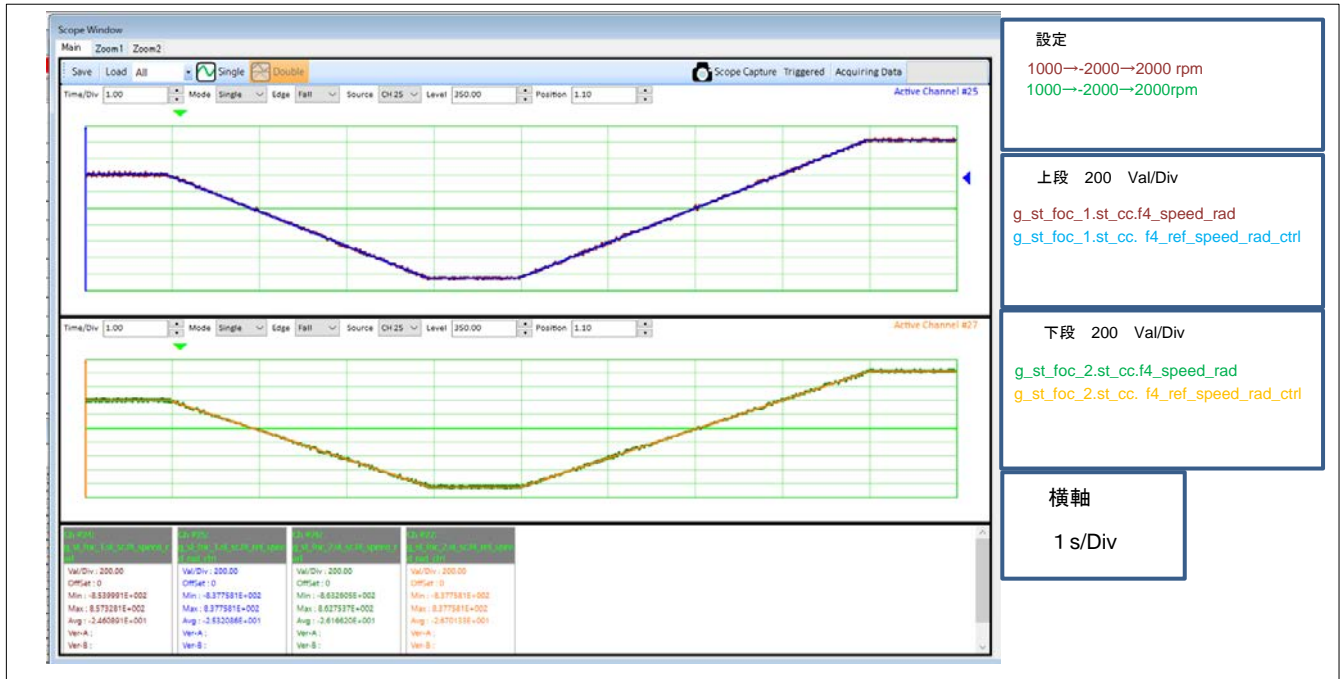 Scope Window
Main Zoom1 Zoom2
Save Load All Single Double Scope Capture Triggered Acquiring Data
Time/Div 1.00 Mode Single Edge Fall Source CH 25 Level 350.00 Position 1.10 Active Channel #25
Time/Div 1.00 Mode Single Edge Fall Source CH 25 Level 350.00 Position 1.10 Active Channel #27
Val/Div : 200.00 Val/Div : 200.00 Val/Div : 200.00 Val/Div : 200.00
OffSet : 0 OffSet : 0 OffSet : 0 OffSet : 0
Min : -8.539991E+002 Min : -8.377581E+002 Min : -8.632605E+002 Min : -8.377581E+002
Max : 8.573281E+002 Max : 8.377581E+002 Max : 8.627537E+002 Max : 8.377581E+002
Avg : -2.460891E+001 Avg : -2.532086E+001 Avg : -2.616620E+001 Avg : -2.670133E+001
Ver-A : Ver-A : Ver-A : Ver-A :
Ver-B : Ver-B : Ver-B : Ver-B :
設定
1000→-2000→2000 rpm
1000→-2000→2000rpm
上段 200 Val/Div
g_st_foc_1.st_cc.f4_speed_rad
g_st_foc_1.st_cc. f4_ref_speed_rad_ctrl
下段 200 Val/Div
g_st_foc_2.st_cc.f4_speed_rad
g_st_foc_2.st_cc. f4_ref_speed_rad_ctrl
横軸
1 s/Div